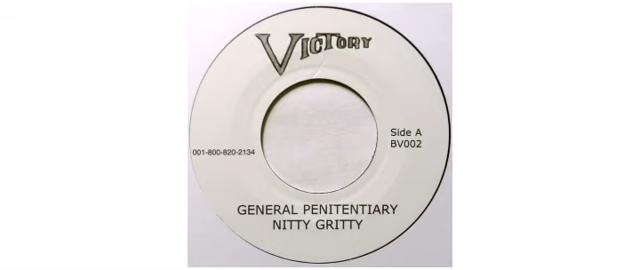 VICTORY
Side A
BV002
001-800-820-2134
GENERAL PENITENTIARY
NITTY GRITTY